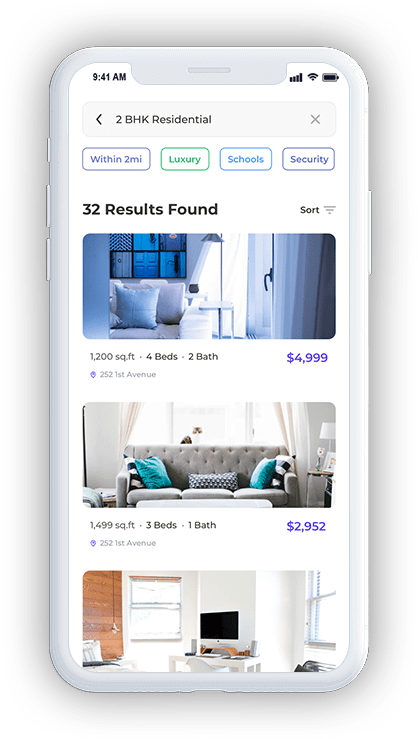 9:41 AM
2 BHK Residential
Within 2mi Luxury Schools Security
32 Results Found Sort
1,200 sq.ft · 4 Beds · 2 Bath $4,999
252 1st Avenue
1,499 sq.ft · 3 Beds · 1 Bath $2,952
252 1st Avenue